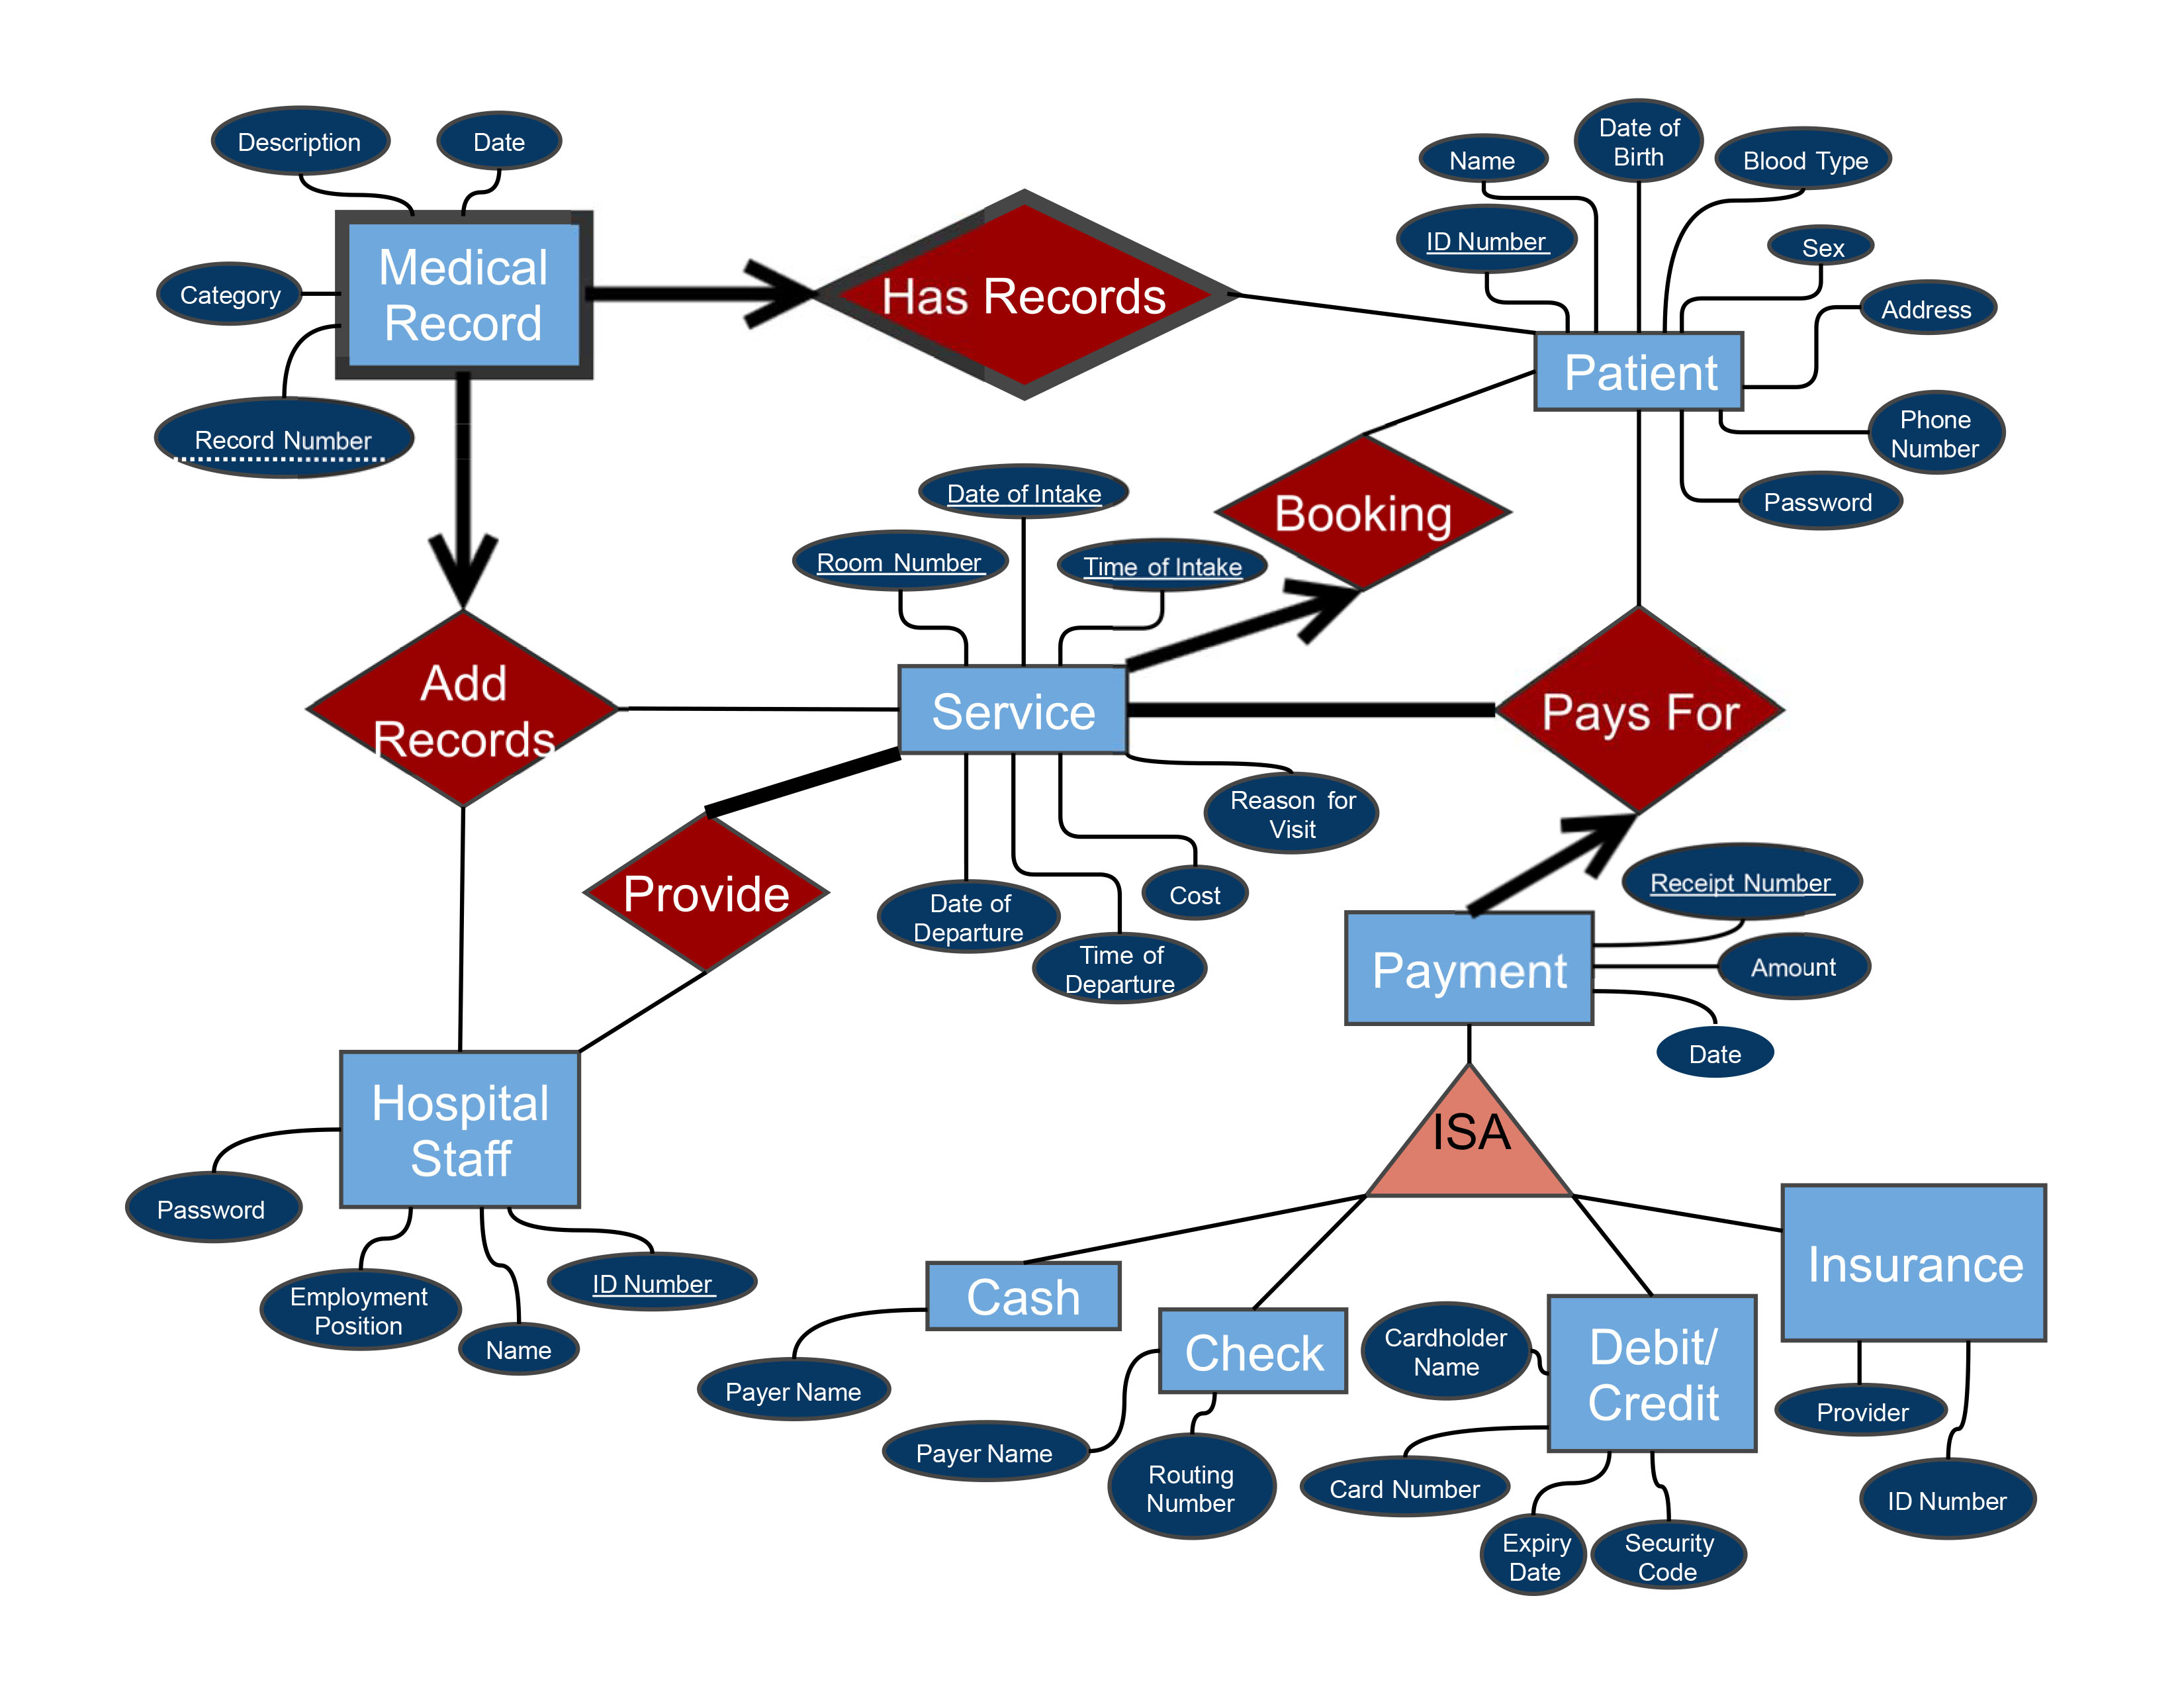 Description
Date
Medical
Record
Category
Record Number
Has Records
Name
Date of
Birth
Blood Type
ID Number
Sex
Address
Patient
Phone
Number
Password
Booking
Date of Intake
Room Number
Time of Intake
Add
Records
Service
Pays For
Reason for
Visit
Provide
Date of
Departure
Cost
Time of
Departure
Receipt Number
Payment
Amount
Date
Hospital
Staff
Password
Employment
Position
Name
ID Number
ISA
Cash
Payer Name
Check
Payer Name
Routing
Number
Cardholder
Name
Debit/
Credit
Card Number
Expiry
Date
Security
Code
Insurance
Provider
ID Number